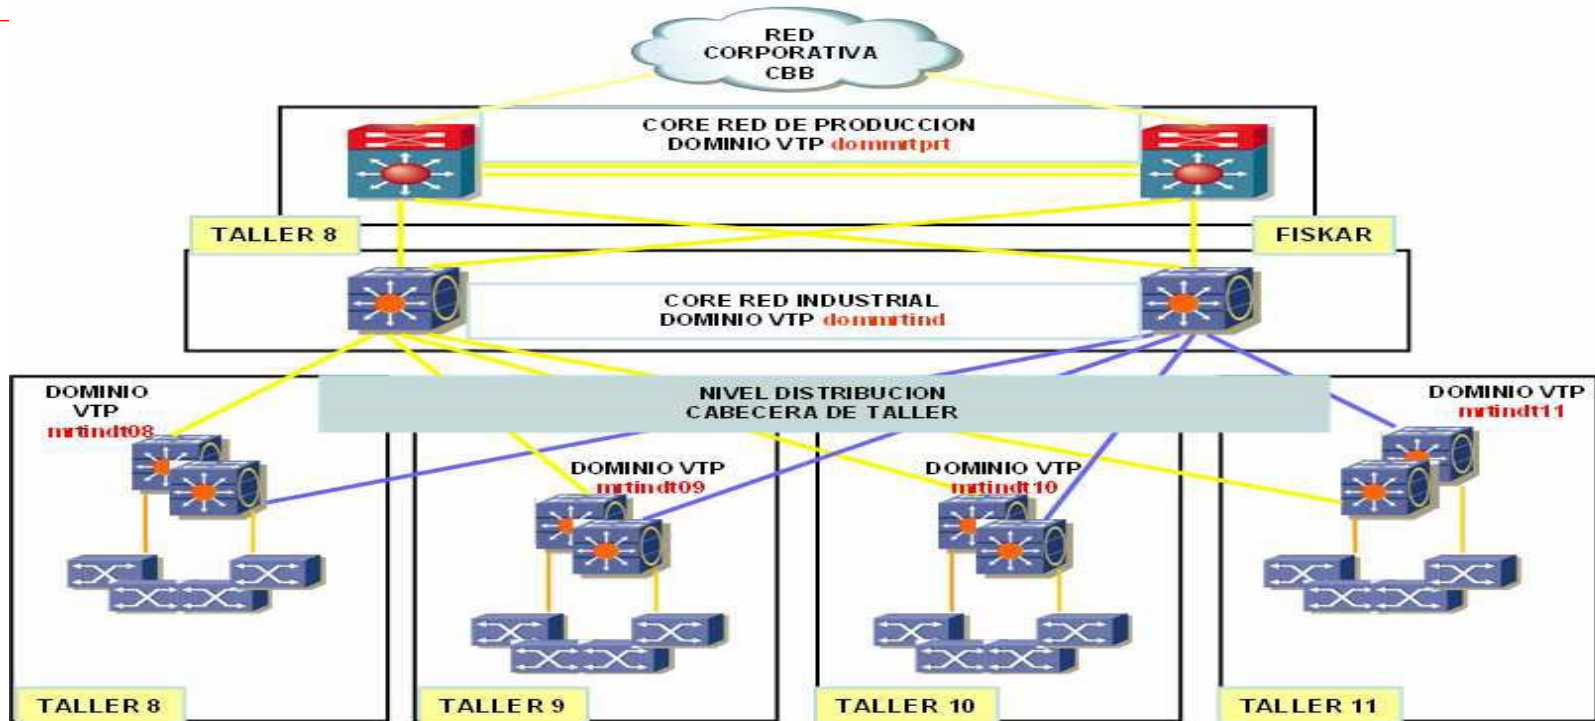 RED
CORPORATIVA
CBB
CORE RED DE PRODUCCION
DOMINIO VTP dommrtprt
TALLER 8
FISKAR
CORE RED INDUSTRIAL
DOMINIO VTP dommrtind
NIVEL DISTRIBUCION
CABECERA DE TALLER
DOMINIO
VTP
mrtindt08
DOMINIO VTP
mrtindt09
DOMINIO VTP
mrtindt10
DOMINIO VTP
mrtindt11
TALLER 8
TALLER 9
TALLER 10
TALLER 11